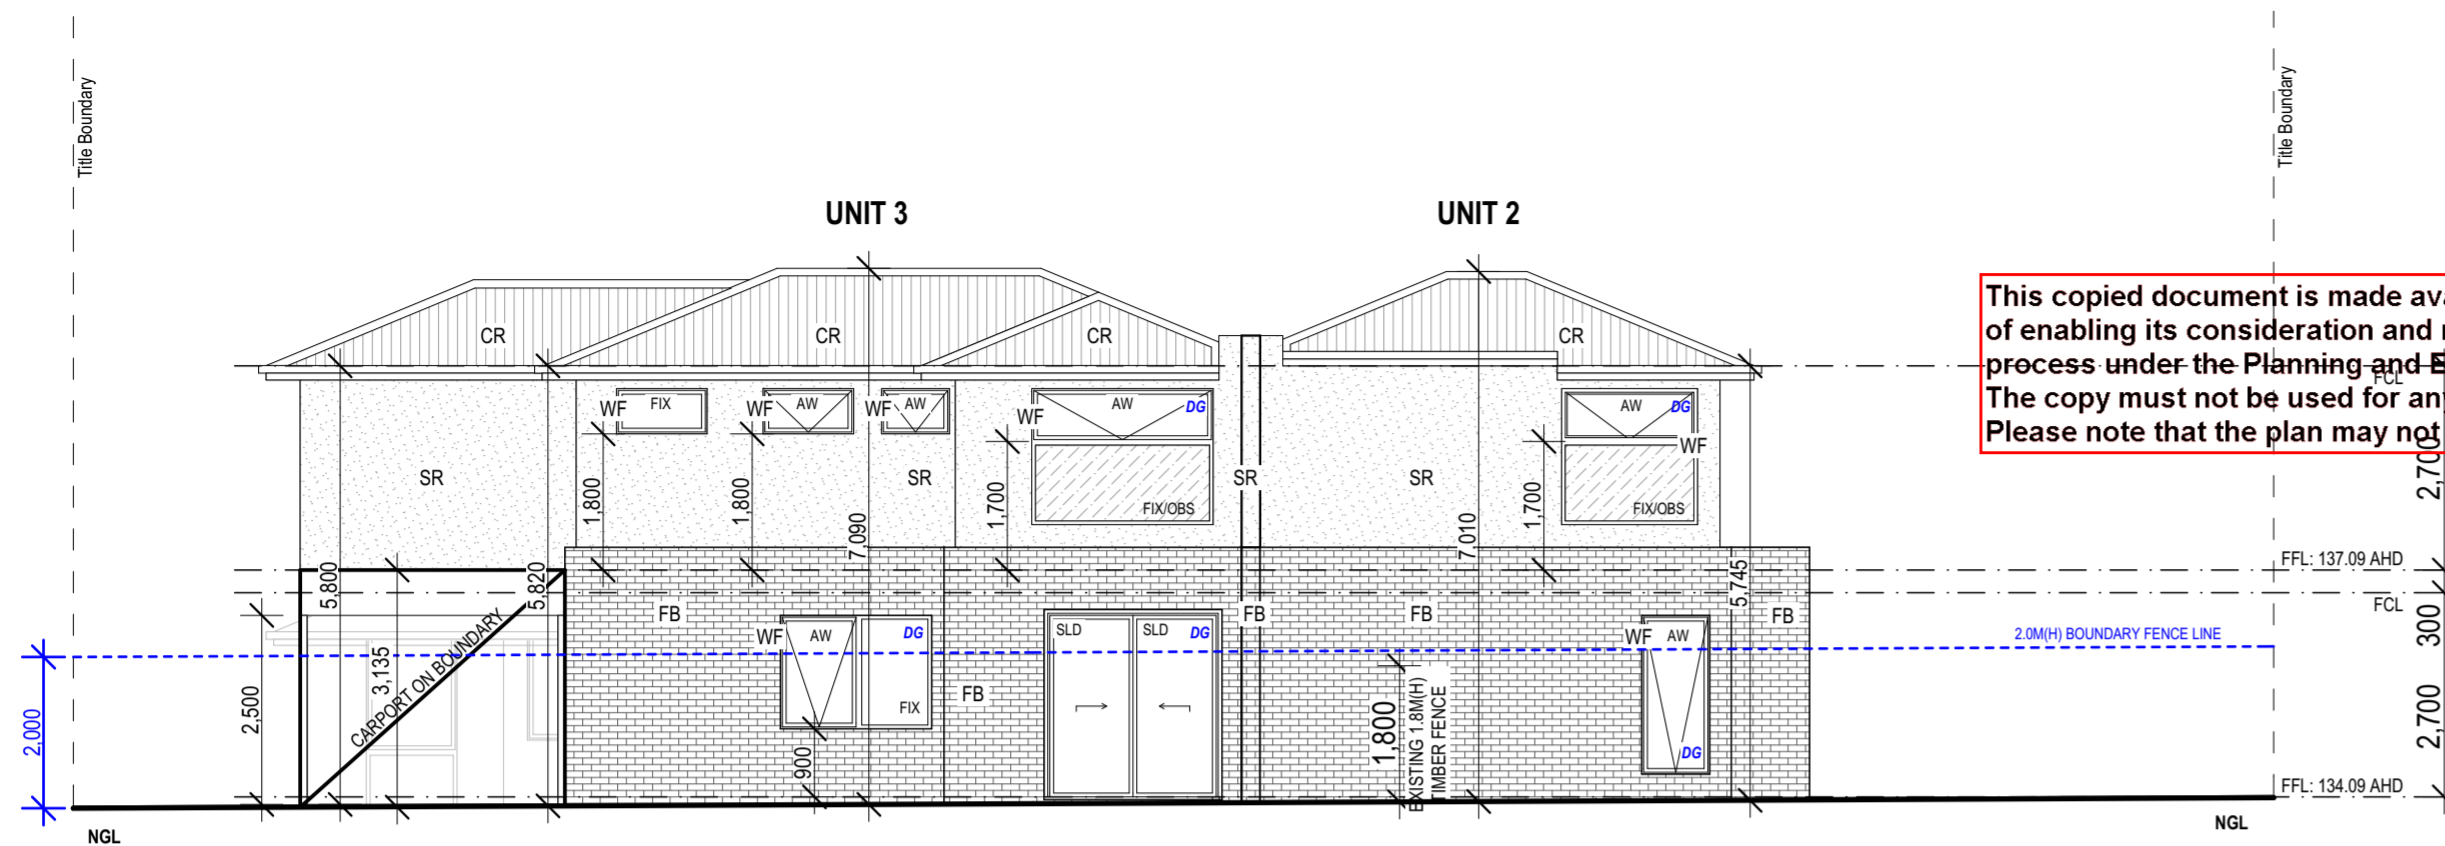 Title Boundary
Title Boundary
UNIT 3
UNIT 2
This copied document is made ava
of enabling its consideration and r
process under the Planning and E
The copy must not be used for any
Please note that the plan may not
CR
CR
CR
CR
FCL
WF
FIX
WF
AW
WF
AW
WF
AW
DG
AW
DG
WF
SR
SR
SR
SR
FIX/OBS
FIX/OBS
1,800
1,800
1,700
1,700
2,700
7,090
7,010
5,800
5,820
5,745
FFL: 137.09 AHD
FCL
FB
FB
FB
FB
300
WF
AW
DG
SLD
SLD
DG
WF
AW
2.0M(H) BOUNDARY FENCE LINE
3,135
CARPORT ON BOUNDARY
2,500
2,000
FB
FIX
900
1,800
EXISTING 1.8M(H)
TIMBER FENCE
DG
2,700
FFL: 134.09 AHD
NGL
NGL